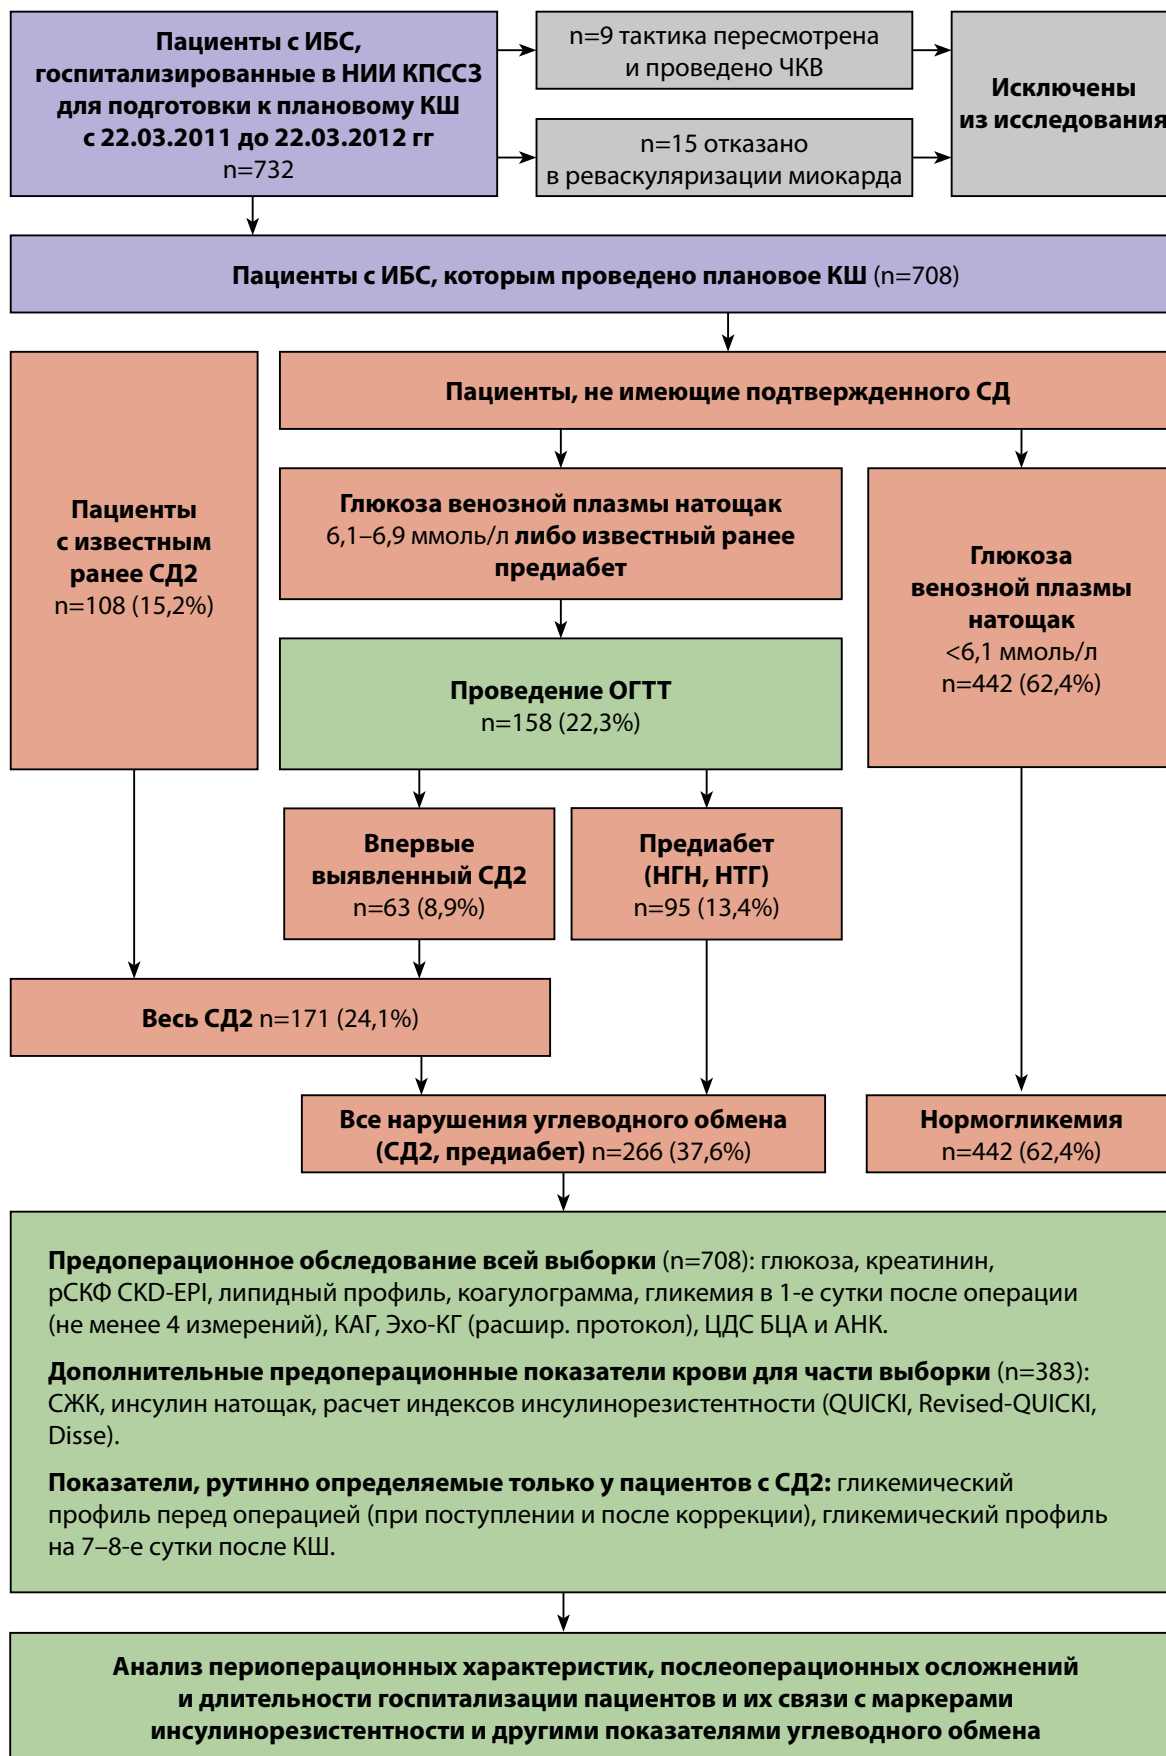 Пациенты с ИБС,
госпитализированные в НИИ КПССЗ
для подготовки к плановому КШ
с 22.03.2011 до 22.03.2012 гг
n=732
n=9 тактика пересмотрена
и проведено ЧКВ
n=15 отказано
в реваскуляризации миокарда
Исключены
из исследования
Пациенты с ИБС, которым проведено плановое КШ (n=708)
Пациенты
с известным
ранее СД2
n=108 (15,2%)
Пациенты, не имеющие подтвержденного СД
Глюкоза венозной плазмы натощак
6,1–6,9 ммоль/л либо известный ранее
предиабет
Глюкоза
венозной плазмы
натощак
<6,1 ммоль/л
n=442 (62,4%)
Проведение ОГТТ
n=158 (22,3%)
Впервые
выявленный СД2
n=63 (8,9%)
Предиабет
(НГН, НТГ)
n=95 (13,4%)
Весь СД2 n=171 (24,1%)
Все нарушения углеводного обмена
(СД2, предиабет) n=266 (37,6%)
Нормогликемия
n=442 (62,4%)
Предоперационное обследование всей выборки (n=708): глюкоза, креатинин,
рСКФ CKD-EPI, липидный профиль, коагулограмма, гликемия в 1-е сутки после операции
(не менее 4 измерений), КАГ, Эхо-КГ (расшир. протокол), ЦДС БЦА и АНК.
Дополнительные предоперационные показатели крови для части выборки (n=383):
СЖК, инсулин натощак, расчет индексов инсулинорезистентности (QUICKI, Revised-QUICKI,
Disse).
Показатели, рутинно определяемые только у пациентов с СД2: гликемический
профиль перед операцией (при поступлении и после коррекции), гликемический профиль
на 7–8-е сутки после КШ.
Анализ периоперационных характеристик, послеоперационных осложнений
и длительности госпитализации пациентов и их связи с маркерами
инсулинорезистентности и другими показателями углеводного обмена